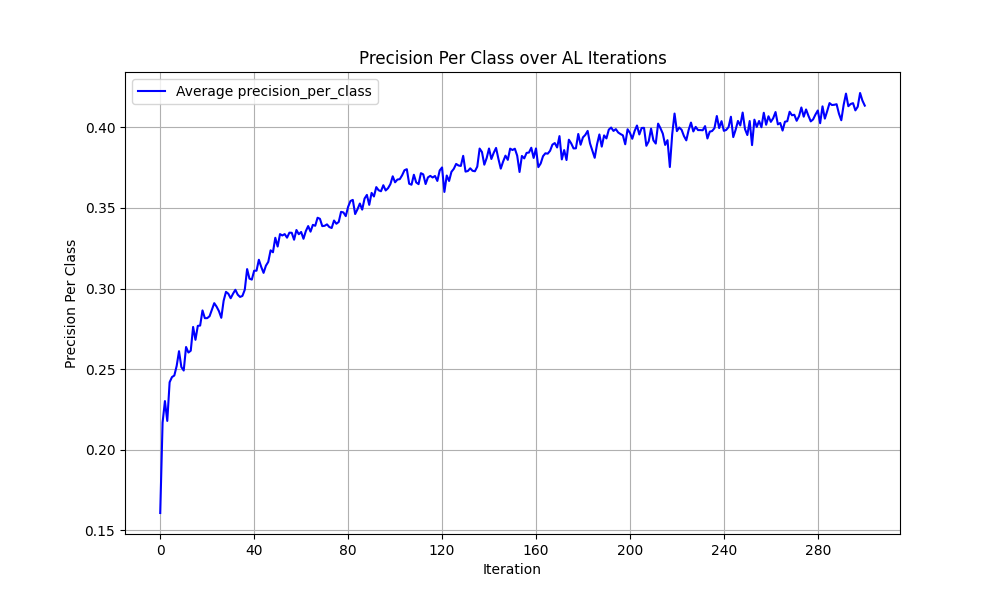 Precision Per Class over AL Iterations
Average precision_per_class
Precision Per Class
0.40
0.35
0.30
0.25
0.20
0.15
0 40 80 120 160 200 240 280
Iteration